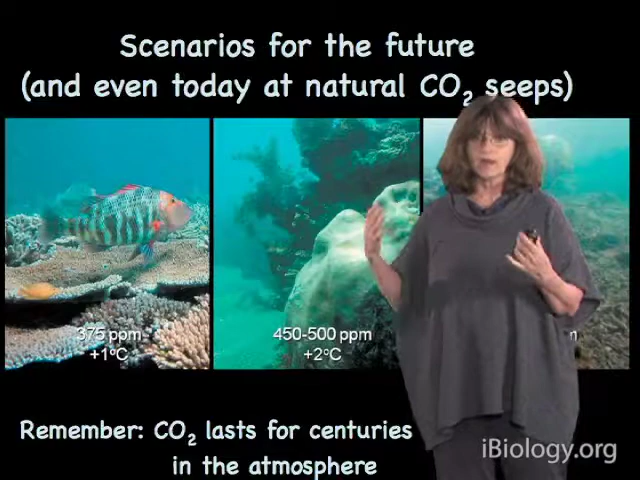 Scenarios for the future
(and even today at natural CO₂ seeps)
375 ppm
+1°C
450-500 ppm
+2°C
Remember: CO₂ lasts for centuries
in the atmosphere
iBiology.org